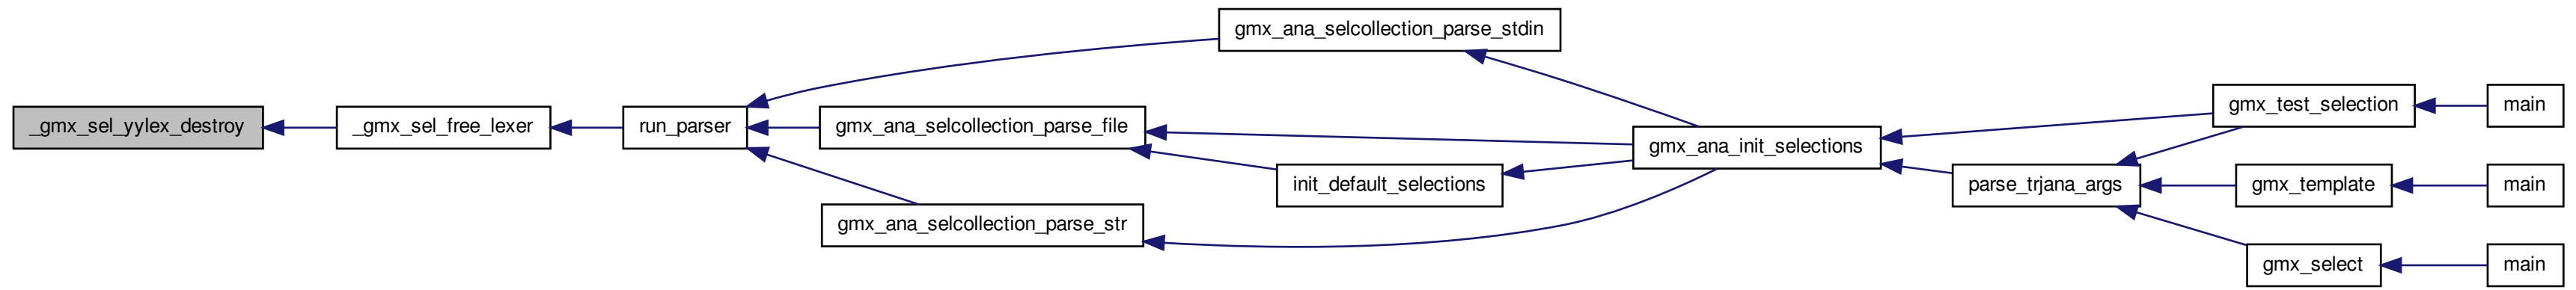 _gmx_sel_yylex_destroy
_gmx_sel_free_lexer
run_parser
gmx_ana_selcollection_parse_stdin
gmx_ana_selcollection_parse_file
gmx_ana_selcollection_parse_str
init_default_selections
gmx_ana_init_selections
parse_trjana_args
gmx_test_selection
main
gmx_template
main
gmx_select
main